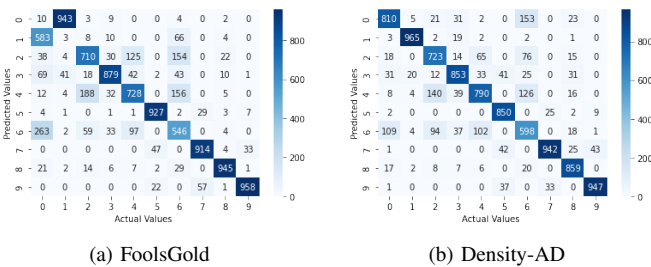 0 10 943 3 9 0 0 4 0 2 0
1 583 3 8 10 0 0 66 0 0 0
2 38 4 710 30 125 0 154 0 22 0
3 69 41 18 879 42 2 43 0 10 1
4 12 4 188 32 728 0 156 0 5 0
5 4 1 0 1 1 927 2 29 3 7
6 263 2 59 33 97 0 546 0 4 0
7 0 0 0 0 0 47 0 914 4 33
8 21 2 14 6 7 2 29 0 945 1
9 0 0 0 0 0 22 0 57 1 958
0 1 2 3 4 5 6 7 8 9
Predicted Values
Actual Values
800
600
400
200
0
0 810 5 21 31 2 0 153 0 23 0
1 3 965 2 19 2 0 2 0 1 0
2 18 0 723 14 65 0 76 0 16 0
3 31 20 12 853 33 41 25 0 31 0
4 8 4 140 39 790 0 126 0 16 0
5 2 0 0 0 0 850 0 25 2 9
6 109 4 94 37 102 0 598 0 18 1
7 1 0 0 0 0 42 0 942 25 43
8 17 2 8 7 6 0 20 0 859 0
9 1 0 0 0 0 37 0 33 0 947
0 1 2 3 4 5 6 7 8 9
Predicted Values
Actual Values
800
600
400
200
0
(a) FoolsGold
(b) Density-AD